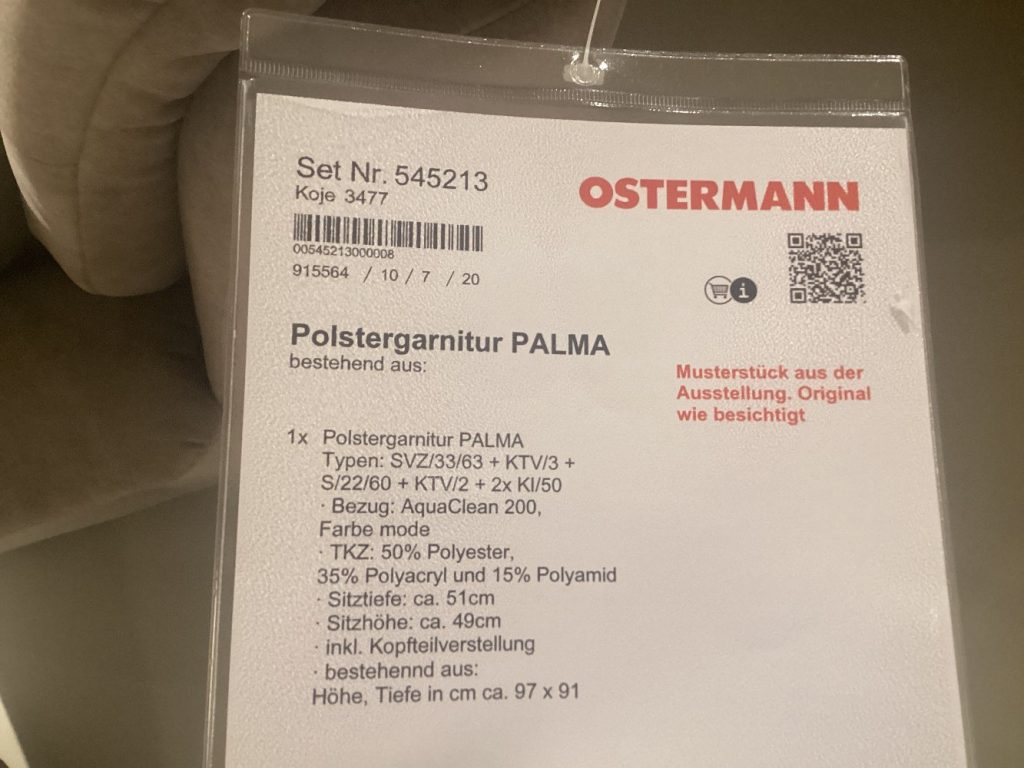 Set Nr. 545213
Koje 3477
OSTERMANN
00545213000008
915564 / 10 / 7 / 20
i
Polstergarnitur PALMA
bestehend aus:
Musterstück aus der
Ausstellung. Original
wie besichtigt
1x Polstergarnitur PALMA
Typen: SVZ/33/63 + KTV/3 +
S/22/60 + KTV/2 + 2x KI/50
· Bezug: AquaClean 200,
Farbe mode
· TKZ: 50% Polyester,
35% Polyacryl und 15% Polyamid
· Sitztiefe: ca. 51cm
· Sitzhöhe: ca. 49cm
· inkl. Kopfteilverstellung
· bestehennd aus:
Höhe, Tiefe in cm ca. 97 x 91